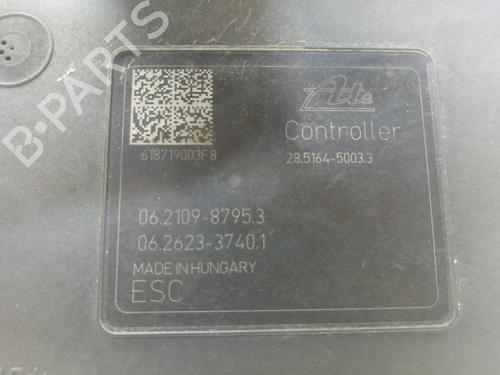 B-PARTS
Ate
Controller
618719003F8
28.5164-5003.3
06.2109-8795.3
06.2623-3740.1
MADE IN HUNGARY
ESC